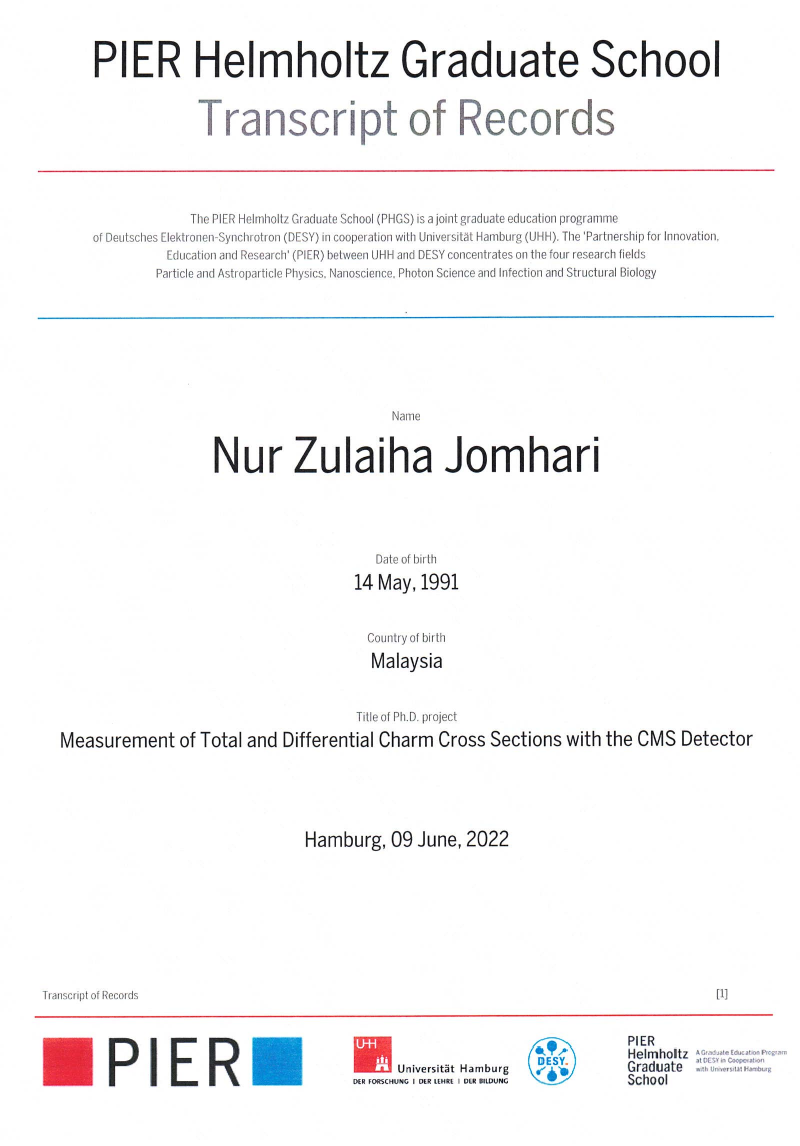 PIER Helmholtz Graduate School
Transcript of Records
The PIER Helmholtz Graduate School (PHGS) is a joint graduate education programme
of Deutsches Elektronen-Synchrotron (DESY) in cooperation with Universität Hamburg (UHH). The 'Partnership for Innovation,
Education and Research' (PIER) between UHH and DESY concentrates on the four research fields
Particle and Astroparticle Physics, Nanoscience, Photon Science and Infection and Structural Biology
Name
Nur Zulaiha Jomhari
Date of birth
14 May, 1991
Country of birth
Malaysia
Title of Ph.D. project
Measurement of Total and Differential Charm Cross Sections with the CMS Detector
Hamburg, 09 June, 2022
Transcript of Records
[1]
PIER
UHH
Universität Hamburg
DER FORSCHUNG | DER LEHRE | DER BILDUNG
DESY.
PIER
Helmholtz
Graduate
School
A Graduate Education Program
at DESY in Cooperation
with Universität Hamburg